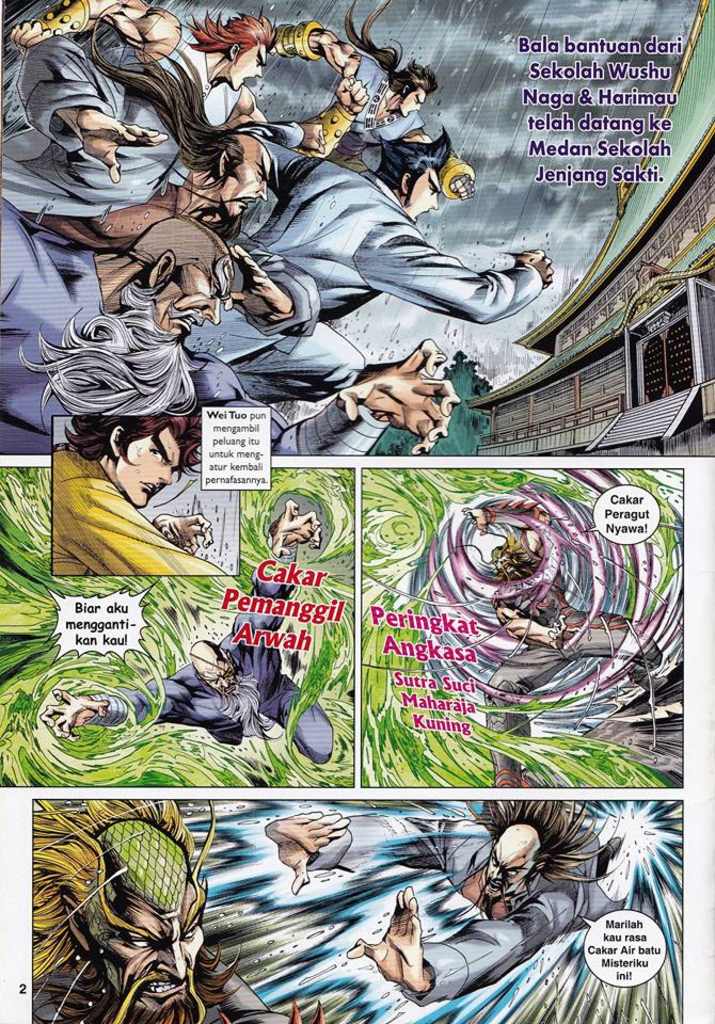 Bala bantuan dari
Sekolah Wushu
Naga & Harimau
telah datang ke
Medan Sekolah
Jenjang Sakti.
Wei Tuo pun
mengambil
peluang itu
untuk meng-
atur kembali
pernafasannya.
Cakar
Pemanggil
Arwah
Biar aku
mengganti-
kan kau!
Cakar
Peragut
Nyawa!
Peringkat
Angkasa
Sutra Suci
Maharaja
Kuning
Marilah
kau rasa
Cakar Air batu
Misteriku
ini!
2